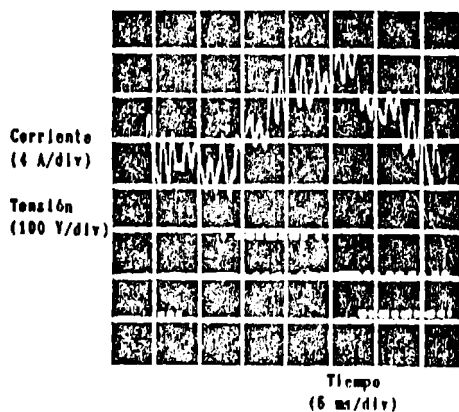 Corriente
(4 A/div)
Tensión
(100 V/div)
Tiempo
(5 ms/div)